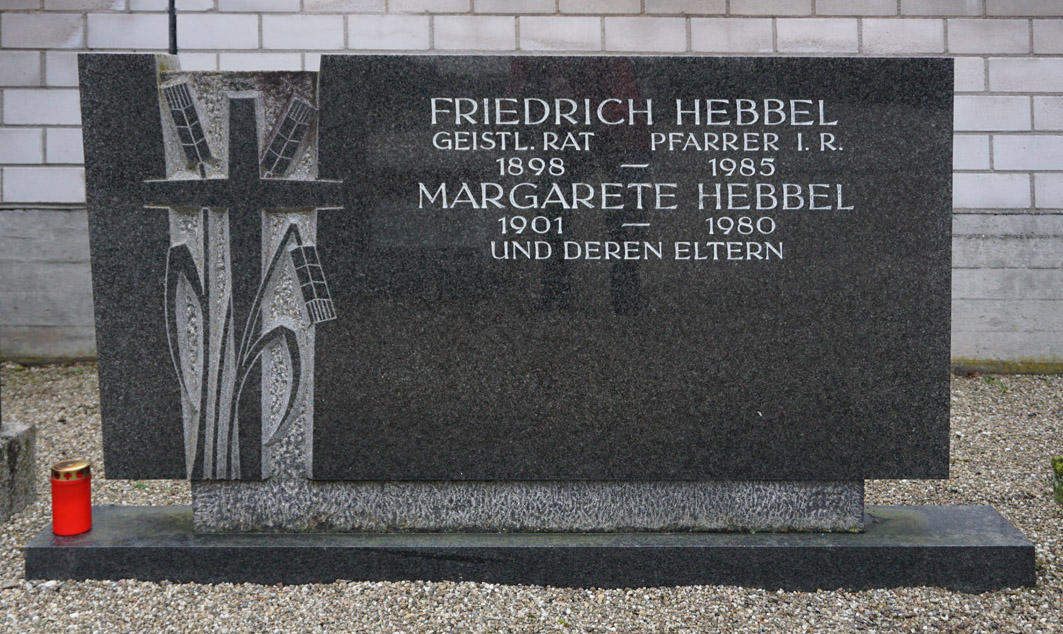 FRIEDRICH HEBBEL
GEISTL. RAT PFARRER I. R.
1898 – 1985
MARGARETE HEBBEL
1901 – 1980
UND DEREN ELTERN